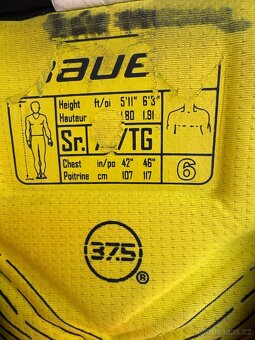 BAUE
Height ft/pi 5'11" 6'3"
Hauteur 1.80 1.91
Sr. /TG
Chest in/po 42" 46"
Poitrine cm 107 117
6
37.5
®